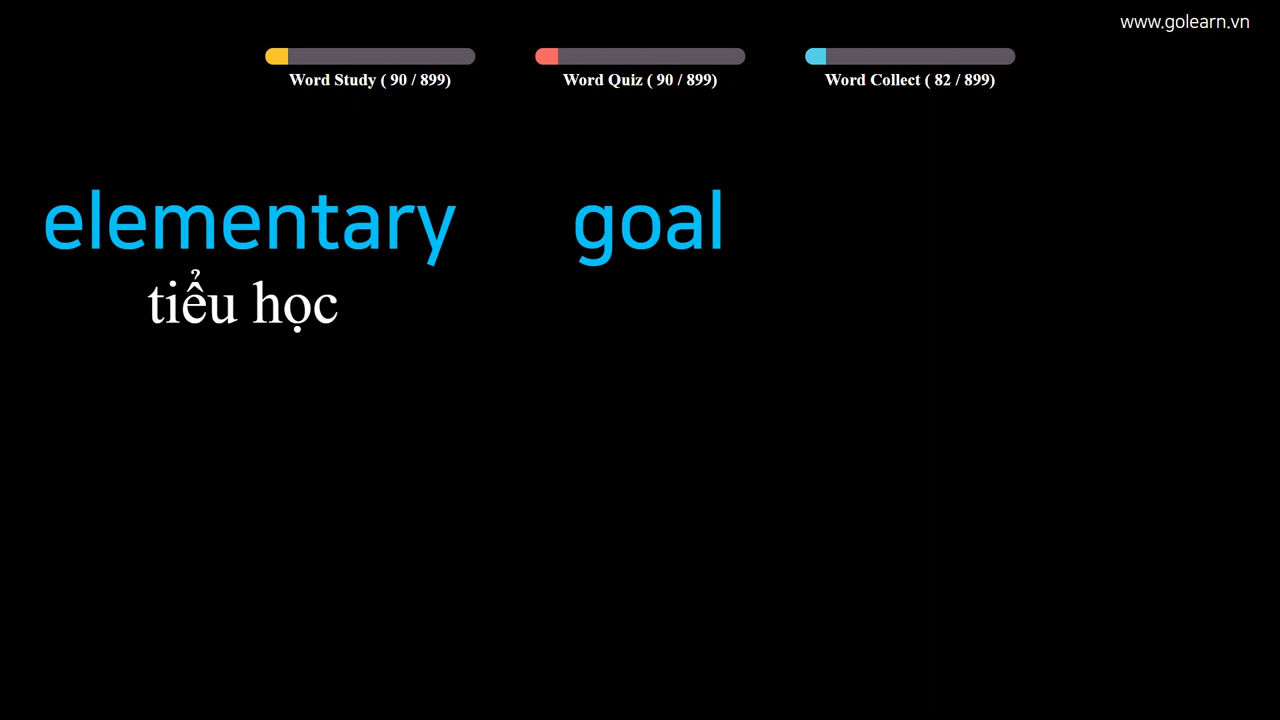 www.golearn.vn
Word Study ( 90 / 899)
Word Quiz ( 90 / 899)
Word Collect ( 82 / 899)
elementary
tiểu học
goal